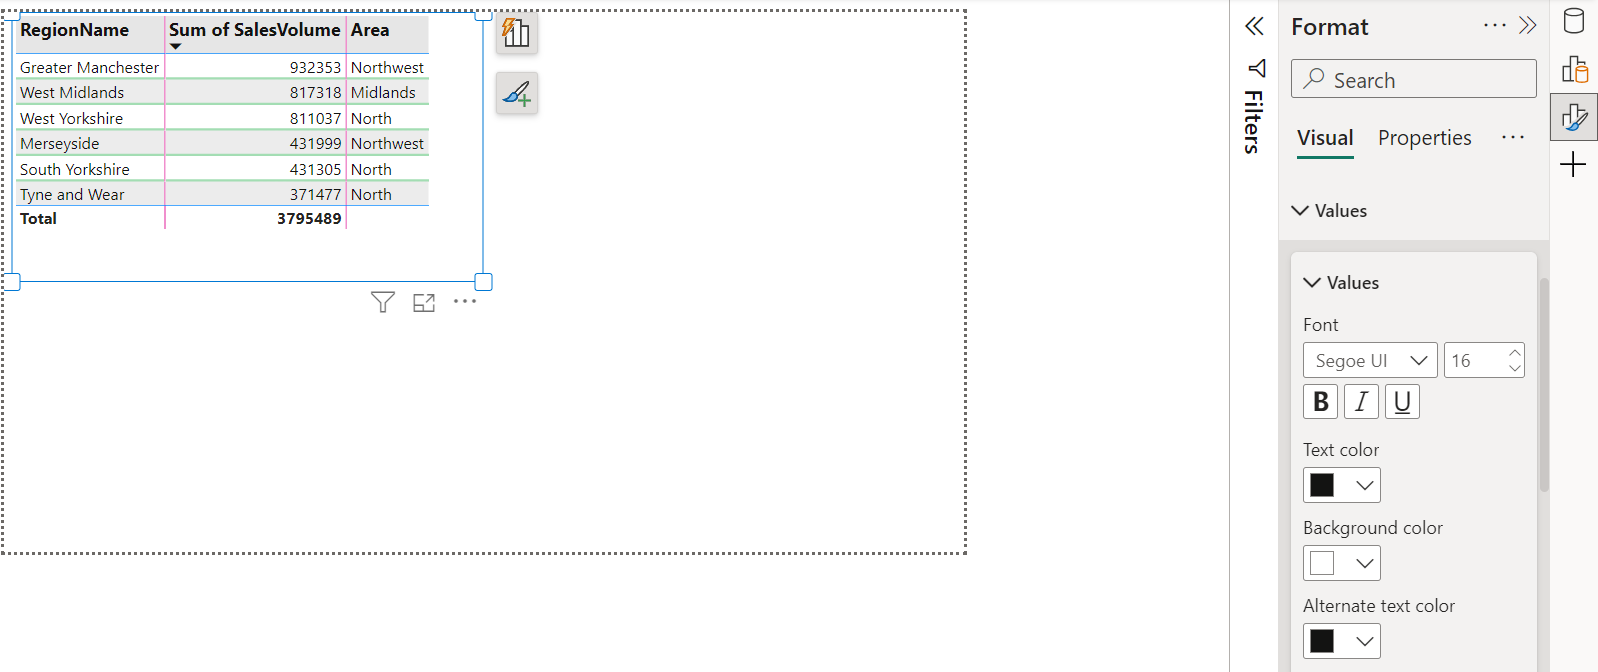 RegionName Sum of SalesVolume Area
Greater Manchester 932353 Northwest
West Midlands 817318 Midlands
West Yorkshire 811037 North
Merseyside 431999 Northwest
South Yorkshire 431305 North
Tyne and Wear 371477 North
Total 3795489
Filters
Format
Search
Visual Properties
Values
Values
Font
Segoe UI 16
B I U
Text color
Background color
Alternate text color